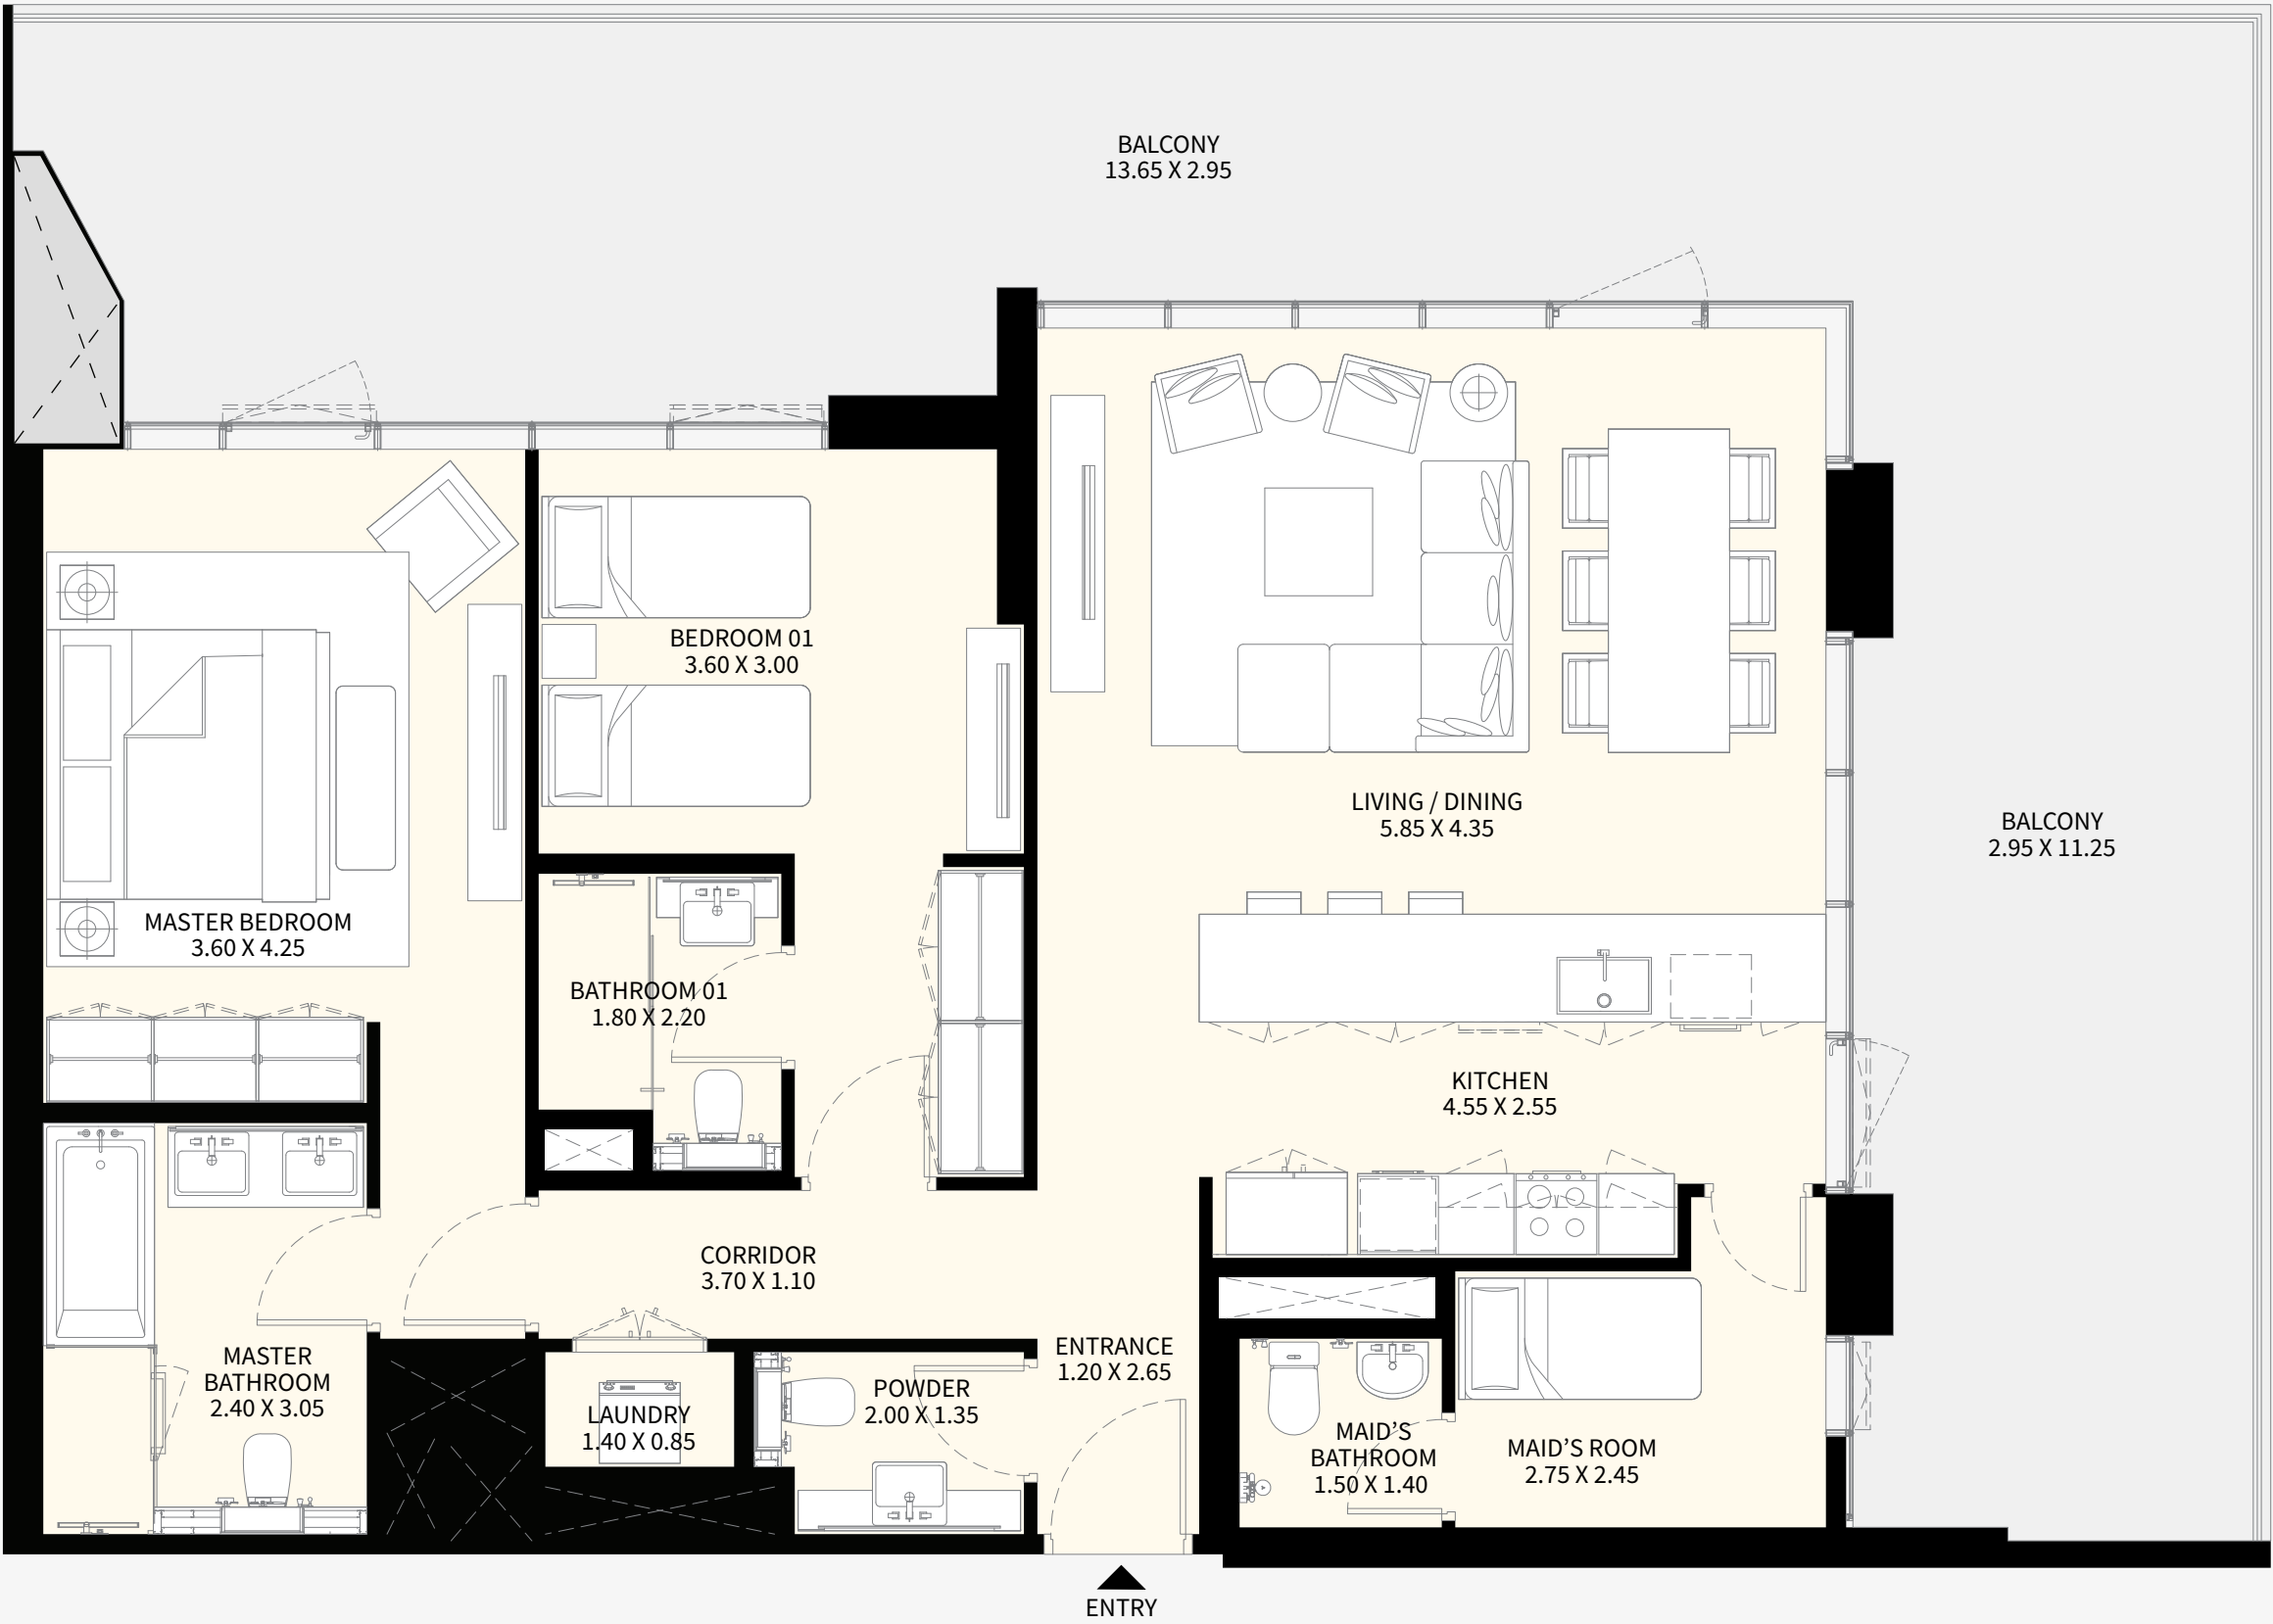 BALCONY
13.65 X 2.95
BEDROOM 01
3.60 X 3.00
LIVING / DINING
5.85 X 4.35
BALCONY
2.95 X 11.25
MASTER BEDROOM
3.60 X 4.25
BATHROOM 01
1.80 X 2.20
KITCHEN
4.55 X 2.55
CORRIDOR
3.70 X 1.10
ENTRANCE
1.20 X 2.65
MASTER
BATHROOM
2.40 X 3.05
POWDER
2.00 X 1.35
LAUNDRY
1.40 X 0.85
MAID’S
BATHROOM
1.50 X 1.40
MAID’S ROOM
2.75 X 2.45
ENTRY